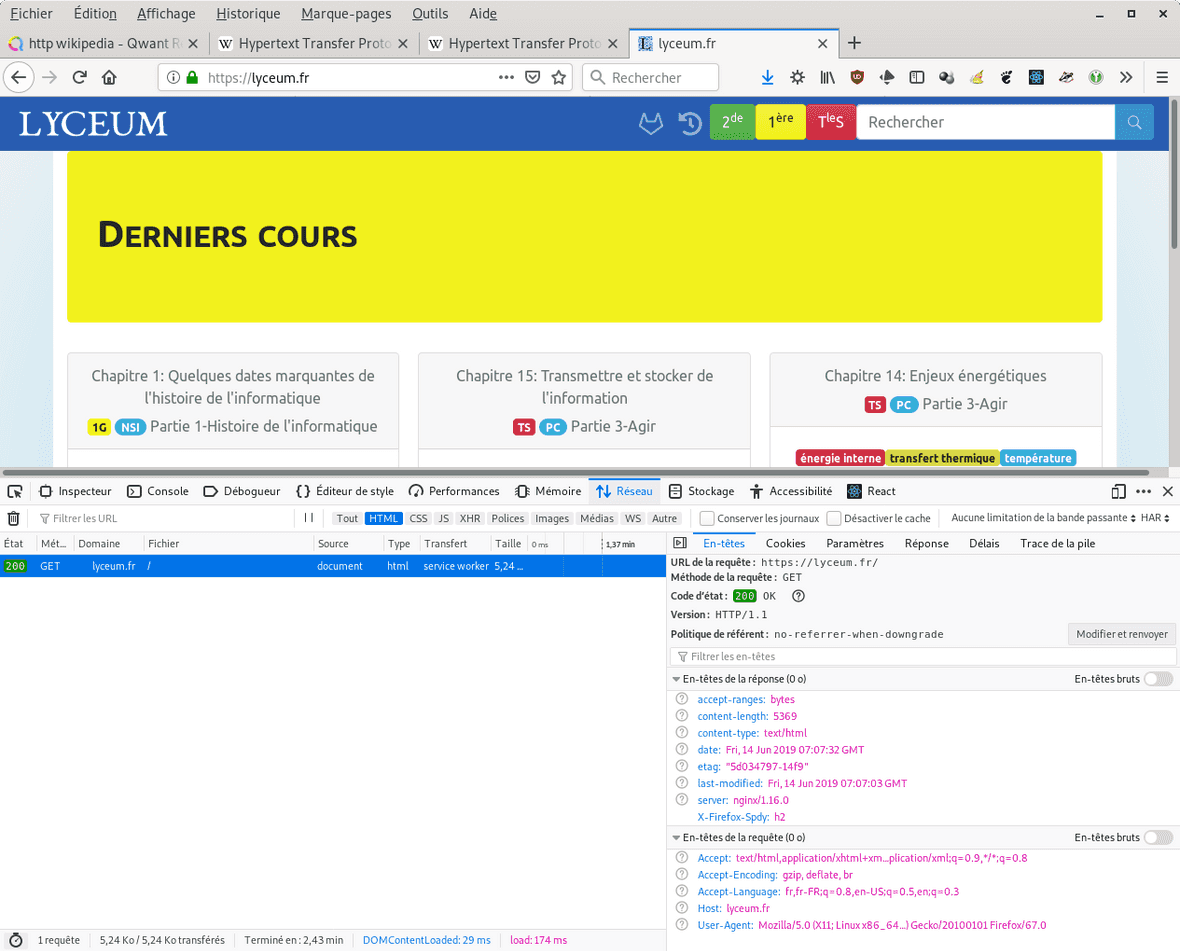 Fichier Édition Affichage Historique Marque-pages Outils Aide
http wikipedia - Qwant R Hypertext Transfer Proto Hypertext Transfer Proto lyceum.fr
https://lyceum.fr Rechercher
LYCEUM 2de 1ère TleS Rechercher
DERNIERS COURS
Chapitre 1: Quelques dates marquantes de
l'histoire de l'informatique
1G NSI Partie 1-Histoire de l'informatique
Chapitre 15: Transmettre et stocker de
l'information
TS PC Partie 3-Agir
Chapitre 14: Enjeux énergétiques
TS PC Partie 3-Agir
énergie interne transfert thermique température
Inspecteur Console Débogueur Éditeur de style Performances Mémoire Réseau Stockage Accessibilité React
Filtrer les URL Tout HTML CSS JS XHR Polices Images Médias WS Autre Conserver les journaux Désactiver le cache Aucune limitation de la bande passante HAR
État Mét... Domaine Fichier Source Type Transfert Taille 0 ms 1,37 min
200 GET lyceum.fr / document html service worker 5,24 ...
En-têtes Cookies Paramètres Réponse Délais Trace de la pile
URL de la requête : https://lyceum.fr/
Méthode de la requête : GET
Code d'état : 200 OK
Version : HTTP/1.1
Politique de référent : no-referrer-when-downgrade Modifier et renvoyer
Filtrer les en-têtes
En-têtes de la réponse (0 o) En-têtes bruts
accept-ranges: bytes
content-length: 5369
content-type: text/html
date: Fri, 14 Jun 2019 07:07:32 GMT
etag: "5d034797-14f9"
last-modified: Fri, 14 Jun 2019 07:07:03 GMT
server: nginx/1.16.0
X-Firefox-Spdy: h2
En-têtes de la requête (0 o) En-têtes bruts
Accept: text/html,application/xhtml+xm...plication/xml;q=0.9,*/*;q=0.8
Accept-Encoding: gzip, deflate, br
Accept-Language: fr,fr-FR;q=0.8,en-US;q=0.5,en;q=0.3
Host: lyceum.fr
User-Agent: Mozilla/5.0 (X11; Linux x86_64...) Gecko/20100101 Firefox/67.0
1 requête 5,24 Ko / 5,24 Ko transférés Terminé en : 2,43 min DOMContentLoaded: 29 ms load: 174 ms